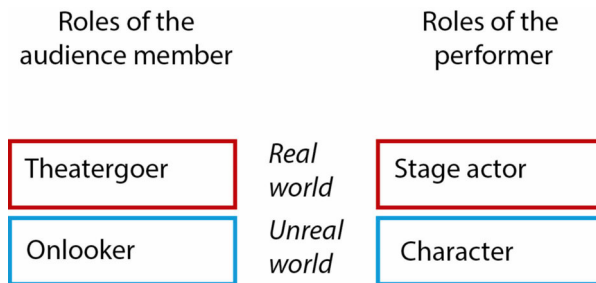 Roles of the
audience member
Roles of the
performer
Theatergoer
Real
world
Stage actor
Onlooker
Unreal
world
Character